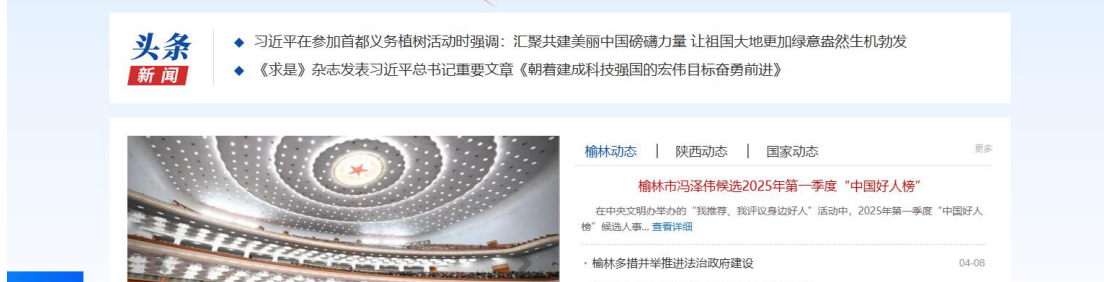 头条
新闻
◆ 习近平在参加首都义务植树活动时强调：汇聚共建美丽中国磅礴力量 让祖国大地更加绿意盎然生机勃发
◆ 《求是》杂志发表习近平总书记重要文章《朝着建成科技强国的宏伟目标奋勇前进》
榆林动态 | 陕西动态 | 国家动态 更多
榆林市冯泽伟候选2025年第一季度“中国好人榜”
在中央文明办举办的“我推荐、我评议身边好人”活动中，2025年第一季度“中国好人
榜”候选人事... 查看详细
· 榆林多措并举推进法治政府建设 04-08